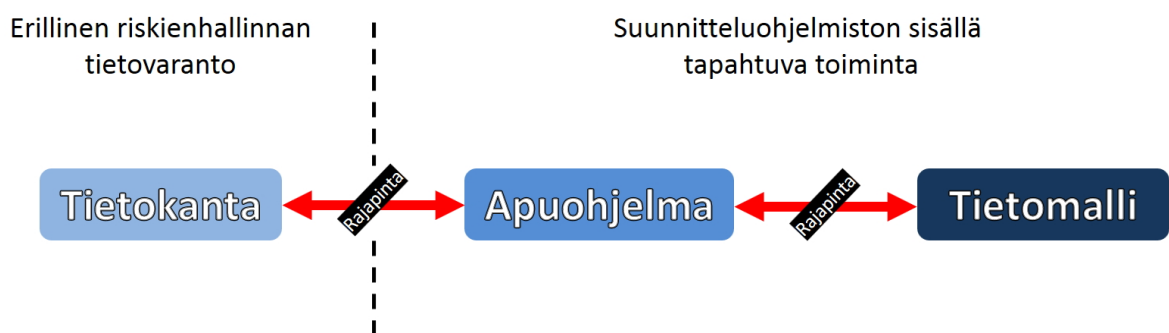 Erillinen riskienhallinnan
tietovaranto
Suunnitteluohjelmiston sisällä
tapahtuva toiminta
Tietokanta
Rajapinta
Apuohjelma
Rajapinta
Tietomalli